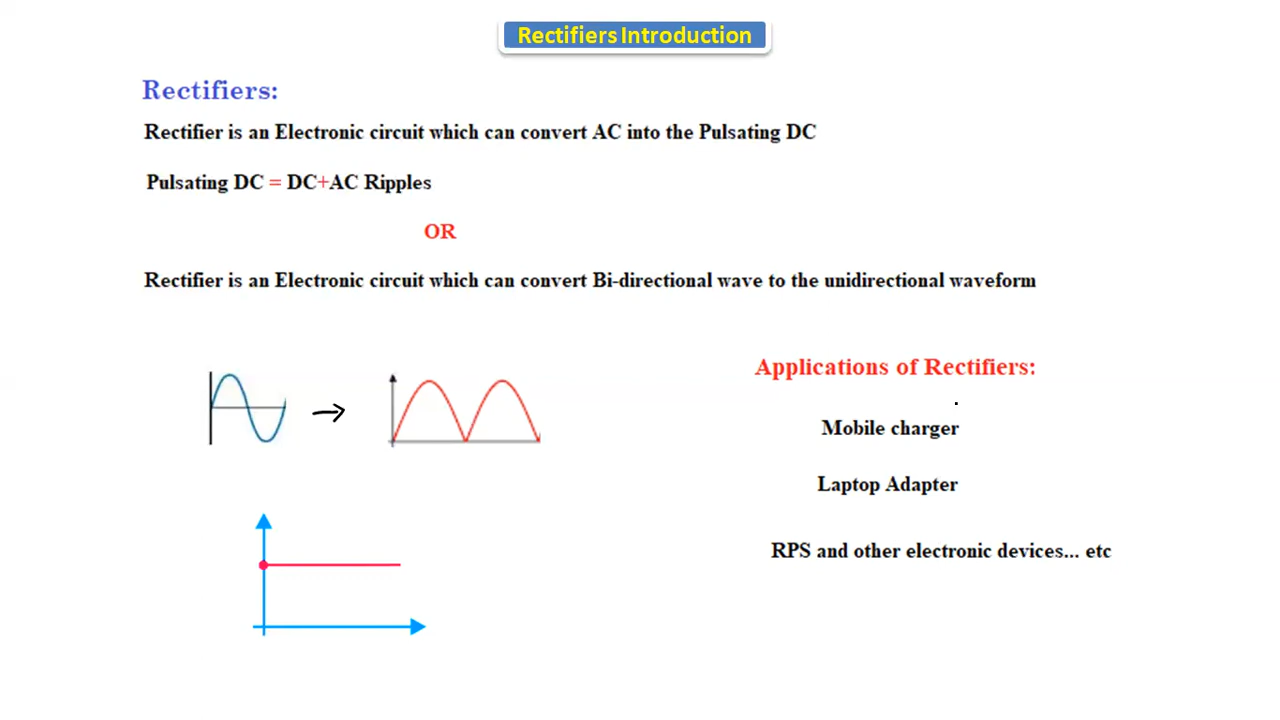 Rectifiers Introduction
Rectifiers:
Rectifier is an Electronic circuit which can convert AC into the Pulsating DC
Pulsating DC = DC+AC Ripples
OR
Rectifier is an Electronic circuit which can convert Bi-directional wave to the unidirectional waveform
Applications of Rectifiers:
Mobile charger
Laptop Adapter
RPS and other electronic devices... etc